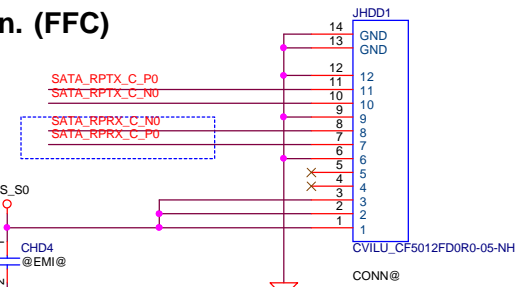 n. (FFC)
JHDD1
14 GND
13 GND
12 12
SATA_RPTX_C_P0 11 11
SATA_RPTX_C_N0 10 10
9 9
SATA_RPRX_C_N0 8 8
SATA_RPRX_C_P0 7 7
6 6
5 5
4 4
S_S0 3 3
2 2
1 1
CHD4
CVILU_CF5012FD0R0-05-NH
@EMI@
CONN@